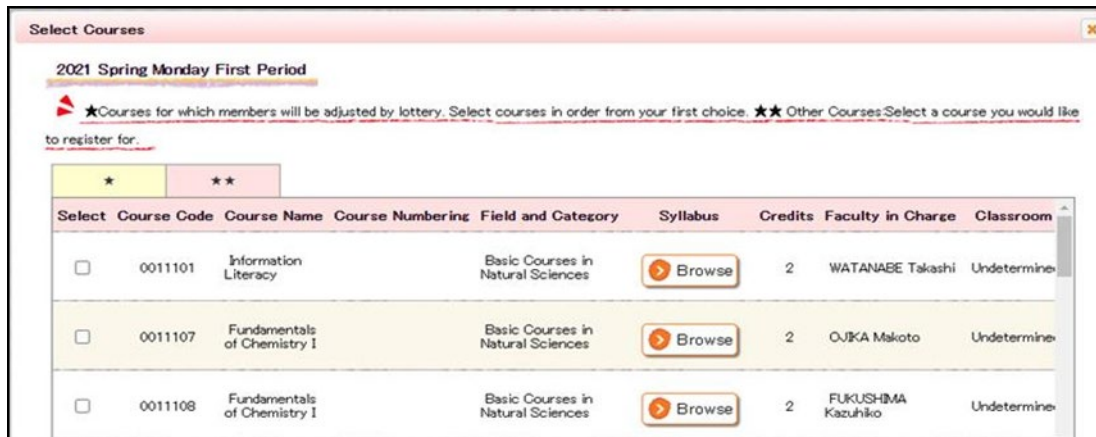 Select Courses
2021 Spring Monday First Period
★Courses for which members will be adjusted by lottery. Select courses in order from your first choice. ★★ Other Courses:Select a course you would like
to register for.
★ ★★
Select Course Code Course Name Course Numbering Field and Category Syllabus Credits Faculty in Charge Classroom
0011101 Information Literacy Basic Courses in Natural Sciences Browse 2 WATANABE Takashi Undetermine
0011107 Fundamentals of Chemistry I Basic Courses in Natural Sciences Browse 2 OJIKA Makoto Undetermine
0011108 Fundamentals of Chemistry I Basic Courses in Natural Sciences Browse 2 FUKUSHIMA Kazuhiko Undetermine